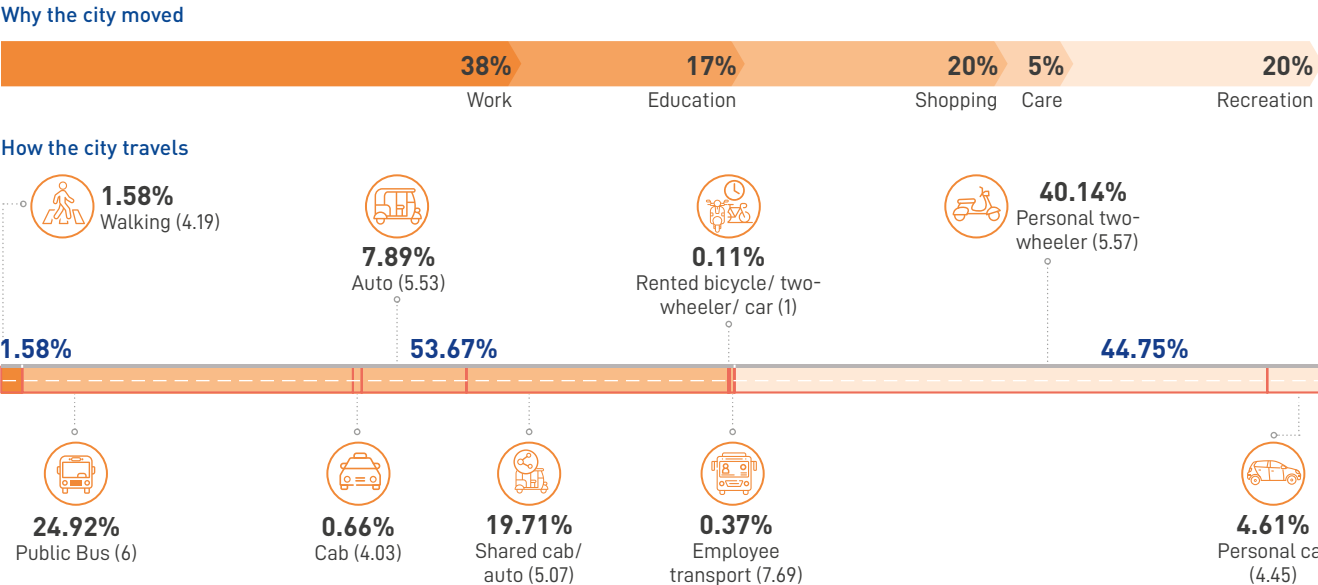 Why the city moved
38%
17%
20%
5%
20%
Work
Education
Shopping
Care
Recreation
How the city travels
1.58%
Walking (4.19)
7.89%
Auto (5.53)
0.11%
Rented bicycle/ two-
wheeler/ car (1)
40.14%
Personal two-
wheeler (5.57)
1.58%
53.67%
44.75%
24.92%
Public Bus (6)
0.66%
Cab (4.03)
19.71%
Shared cab/
auto (5.07)
0.37%
Employee
transport (7.69)
4.61%
Personal ca
(4.45)